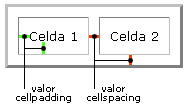 Celda 1 Celda 2
valor valor
cellpadding cellspacing